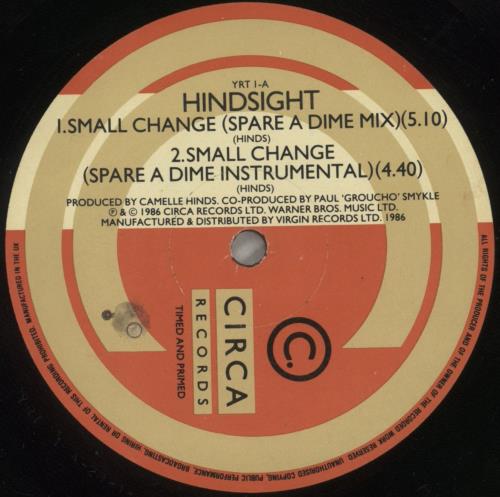 YRT 1-A
HINDSIGHT
1.SMALL CHANGE (SPARE A DIME MIX)(5.10)
(HINDS)
2.SMALL CHANGE
(SPARE A DIME INSTRUMENTAL)(4.40)
(HINDS)
PRODUCED BY CAMELLE HINDS. CO-PRODUCED BY PAUL 'GROUCHO' SMYKLE
℗ & © 1986 CIRCA RECORDS LTD. WARNER BROS. MUSIC LTD.
MANUFACTURED & DISTRIBUTED BY VIRGIN RECORDS LTD. 1986
C.
CIRCA
RECORDS
TIMED AND PRIMED
ALL RIGHTS OF THE PRODUCER AND OF THE OWNER OF THE RECORDED WORK RESERVED. UNAUTHORISED COPYING, PUBLIC PERFORMANCE, BROADCASTING, HIRING OR RENTAL OF THIS RECORDING PROHIBITED. MANUFACTURED IN THE UK